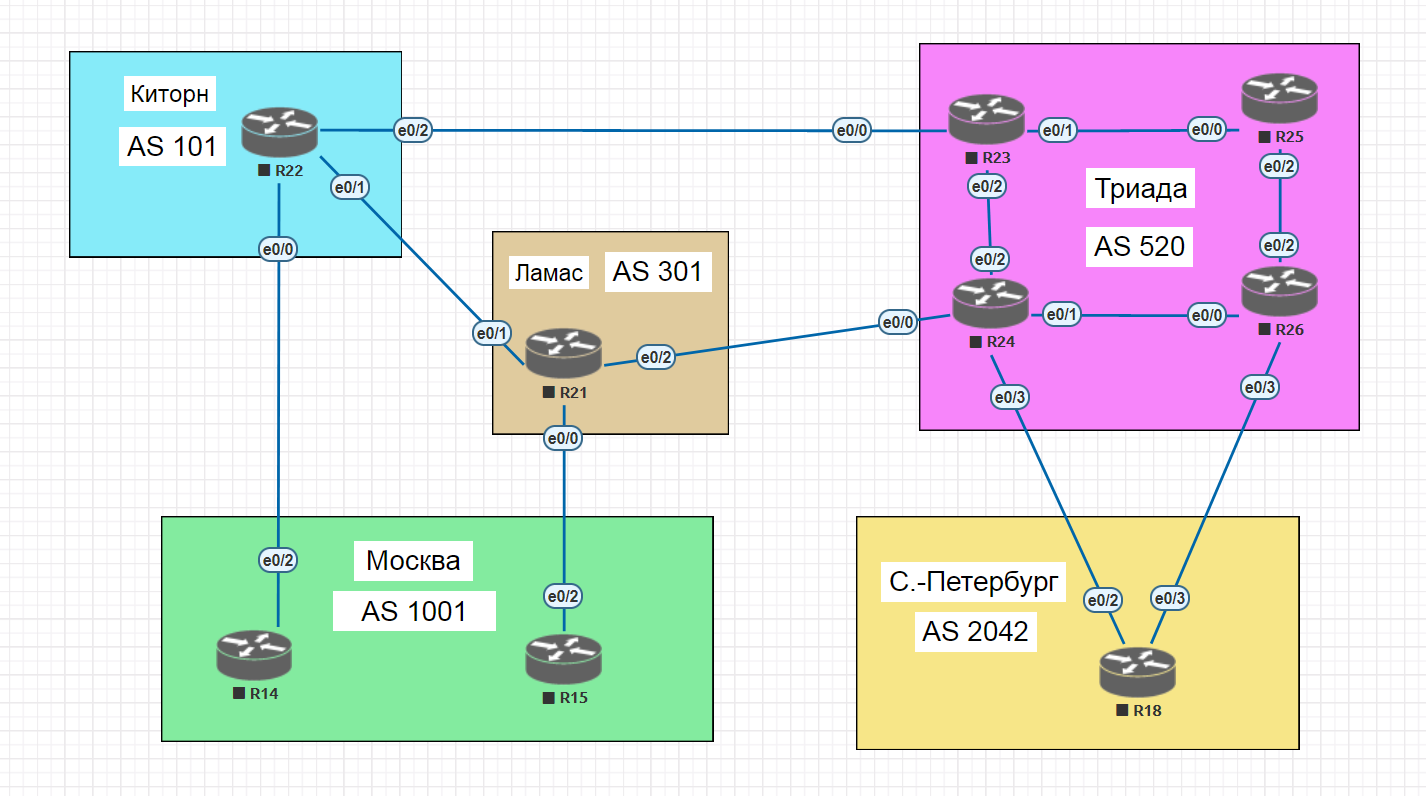 Киторн
AS 101
R22
e0/2
e0/1
e0/0
Ламас
AS 301
e0/1
R21
e0/2
e0/0
Триада
AS 520
e0/0
R23
e0/1
e0/2
e0/0
R25
e0/2
e0/2
e0/0
R24
e0/1
e0/3
e0/2
e0/0
R26
e0/3
Москва
AS 1001
e0/2
R14
e0/2
R15
С.-Петербург
AS 2042
e0/2
e0/3
R18